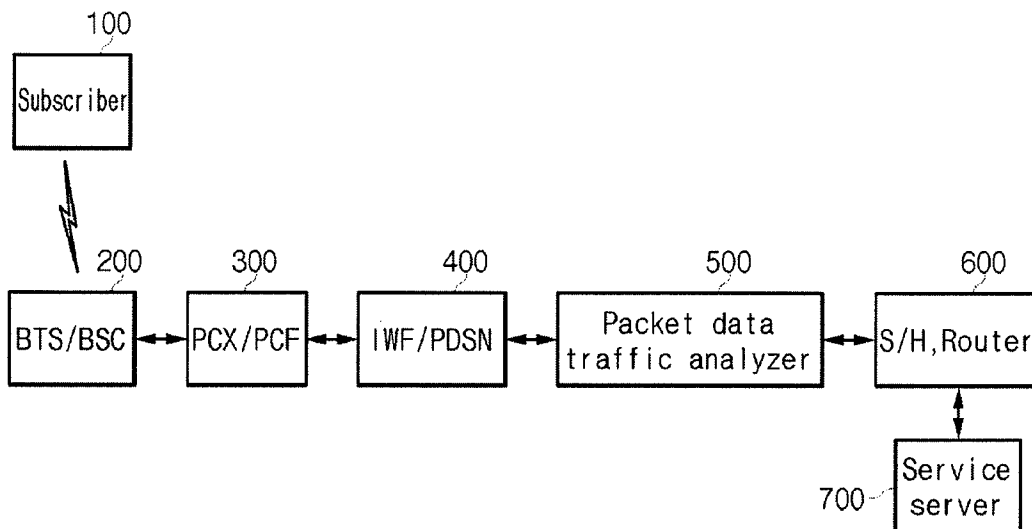 100
Subscriber
200
300
400
500
600
BTS/BSC
PCX/PCF
IWF/PDSN
Packet data
traffic analyzer
S/H,Router
700
Service
server